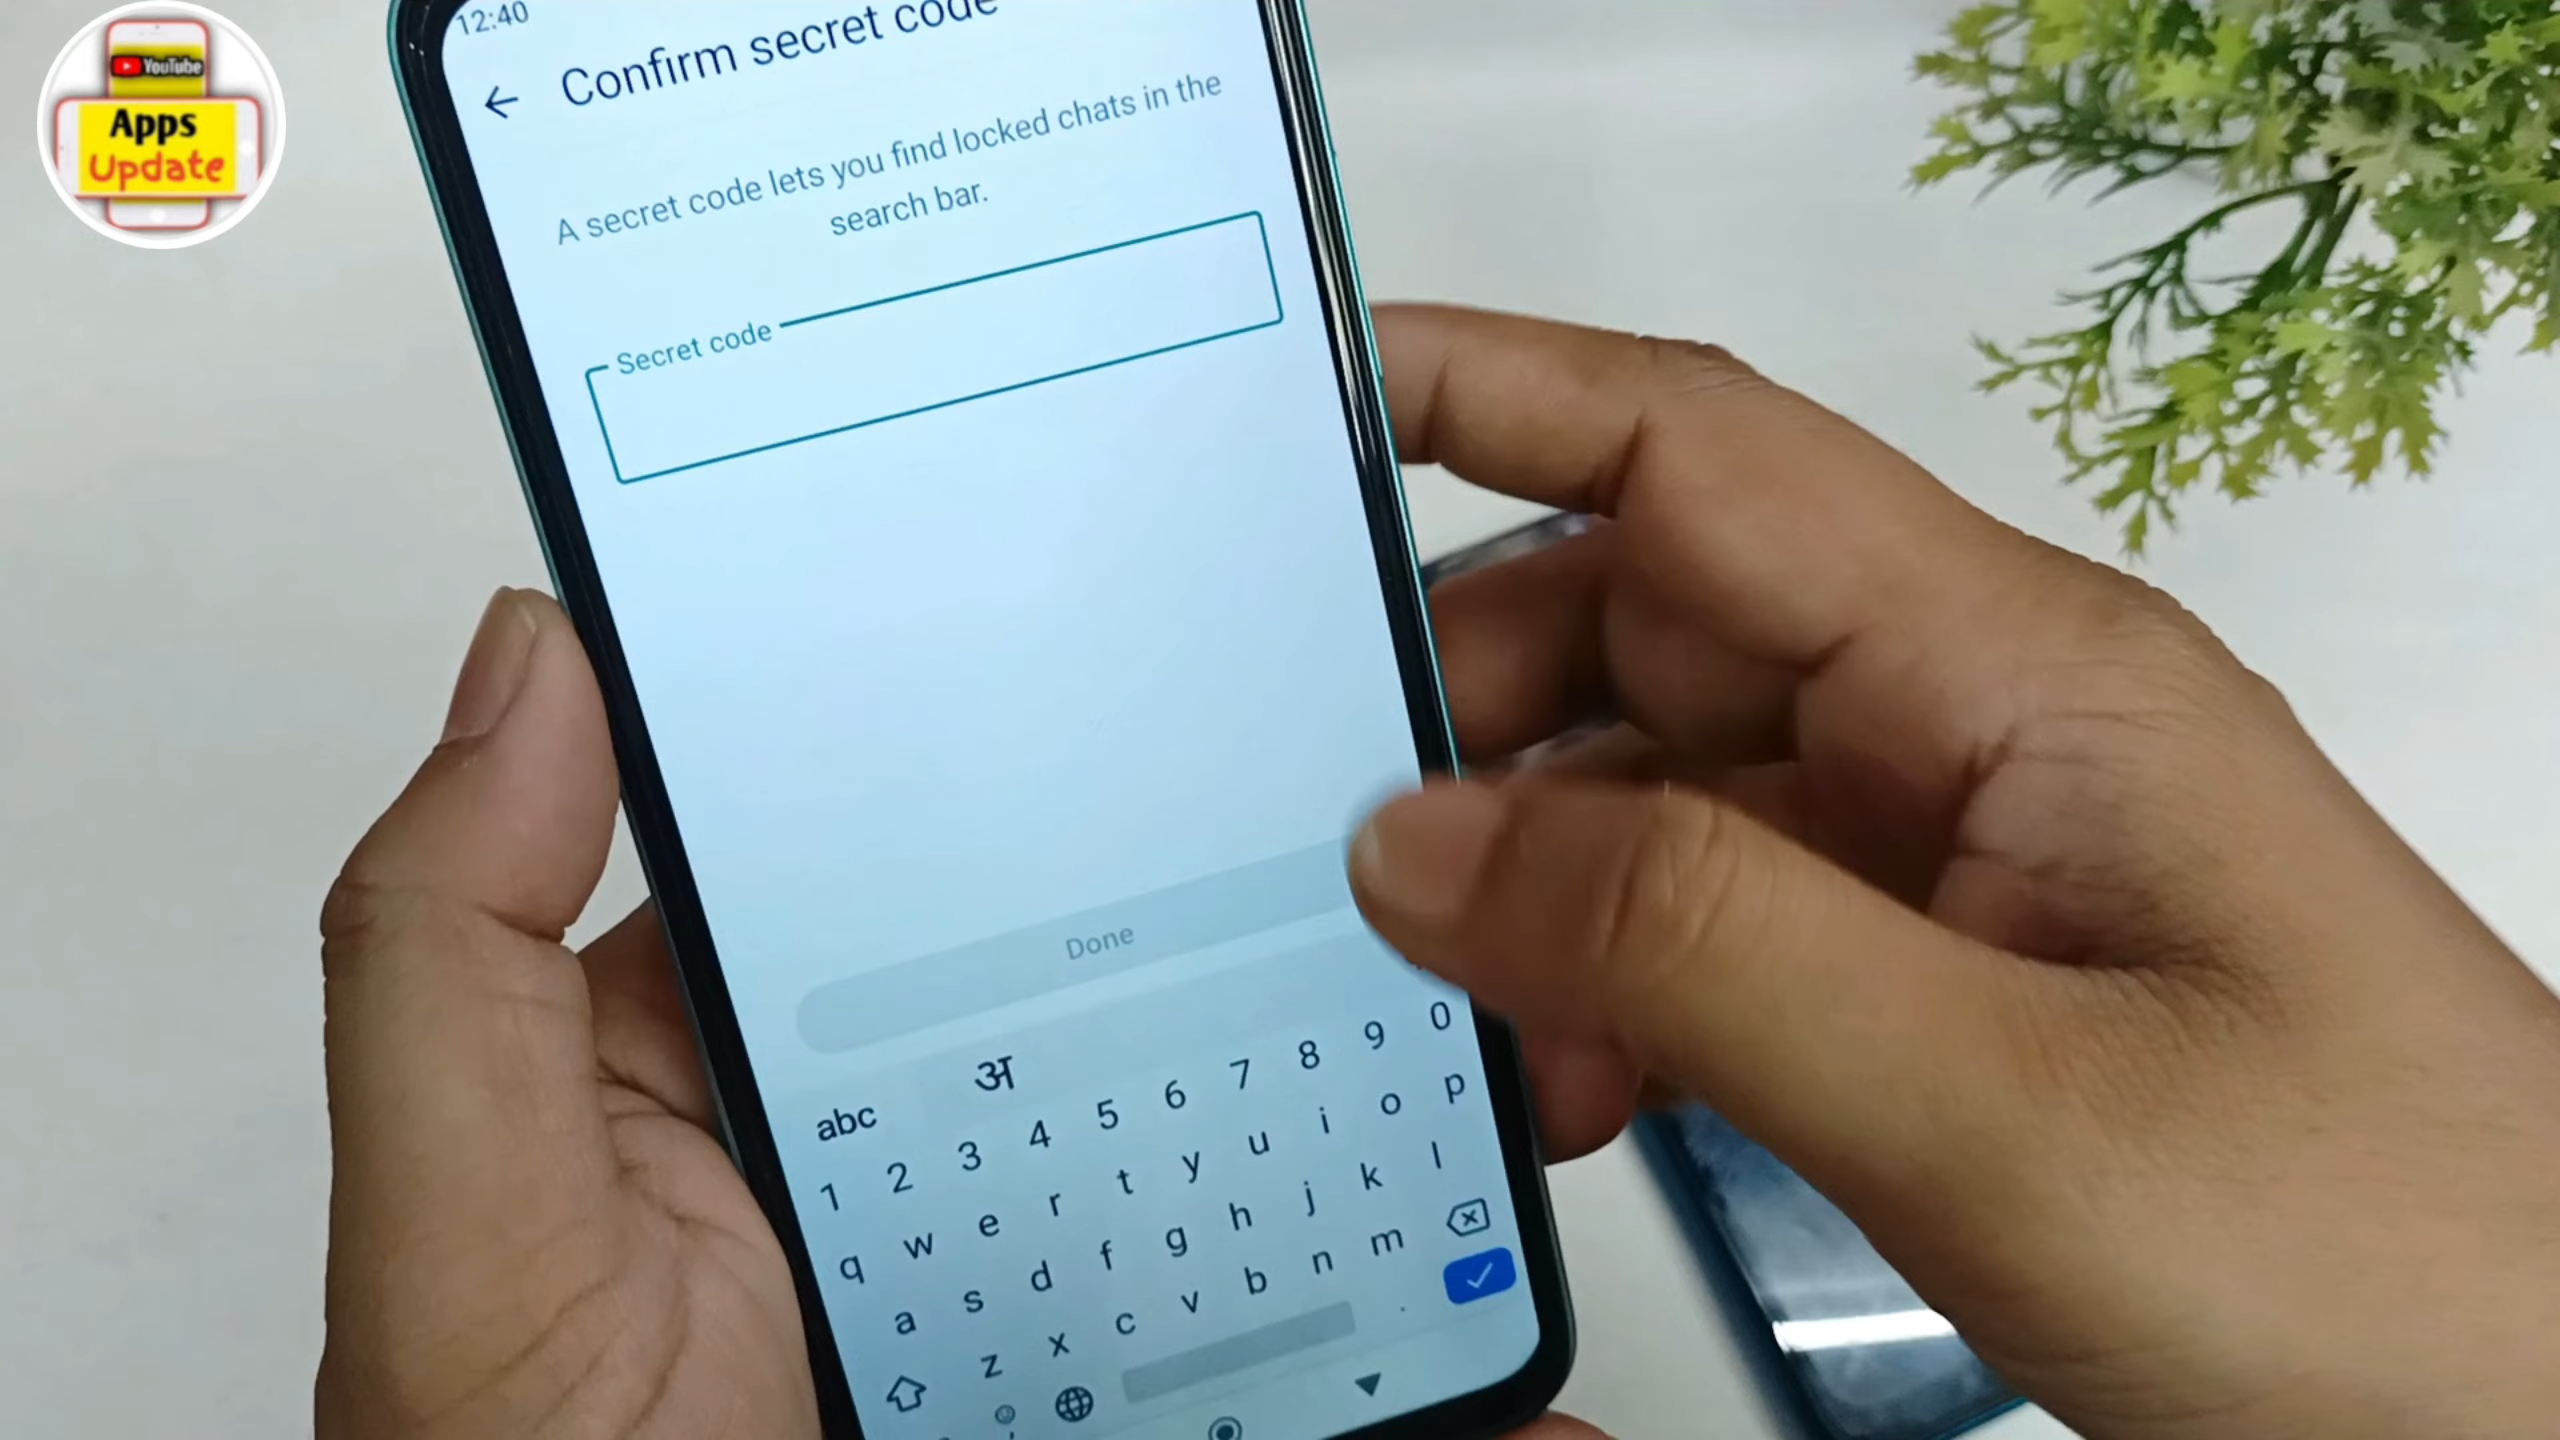 YouTube
Apps
Update
12:40
Confirm secret code
A secret code lets you find locked chats in the
search bar.
Secret code
Done
abc अ
1 2 3 4 5 6 7 8 9 0
q w e r t y u i o p
a s d f g h j k l
z x c v b n m
, .